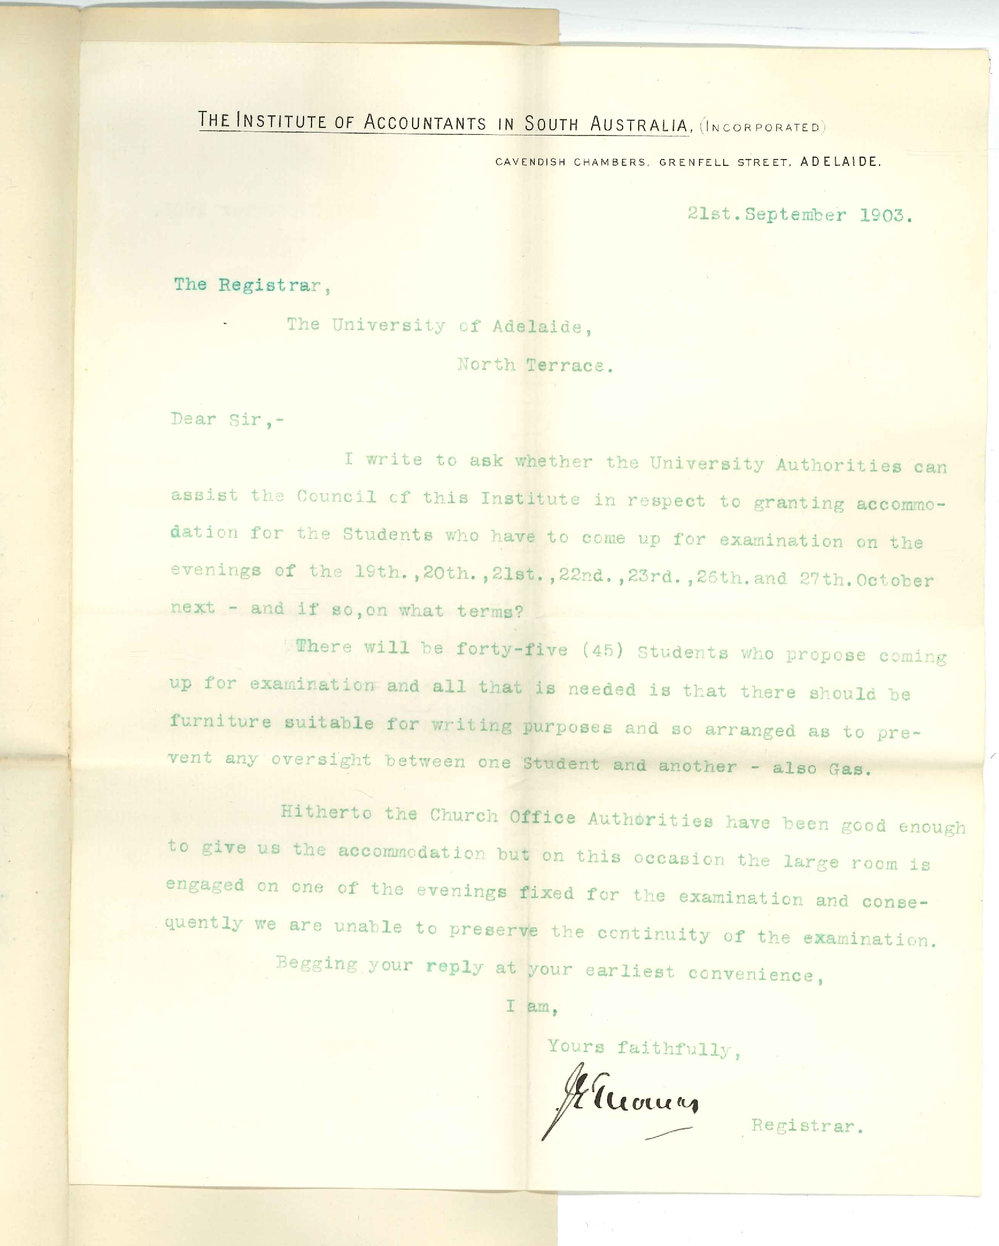 THE INSTITUTE OF ACCOUNTANTS IN SOUTH AUSTRALIA, (INCORPORATED)
CAVENDISH CHAMBERS, GRENFELL STREET, ADELAIDE.
21st.September 1903.
The Registrar,
The University of Adelaide,
North Terrace.
Dear Sir,-
I write to ask whether the University Authorities can
assist the Council of this Institute in respect to granting accommo-
dation for the Students who have to come up for examination on the
evenings of the 19th.,20th.,21st.,22nd.,23rd.,26th.and 27th.October
next - and if so,on what terms?
There will be forty-five (45) Students who propose coming
up for examination and all that is needed is that there should be
furniture suitable for writing purposes and so arranged as to pre-
vent any oversight between one Student and another - also Gas.
Hitherto the Church Office Authorities have been good enough
to give us the accommodation but on this occasion the large room is
engaged on one of the evenings fixed for the examination and conse-
quently we are unable to preserve the continuity of the examination.
Begging your reply at your earliest convenience,
I am,
Yours faithfully,
JEThomas
Registrar.